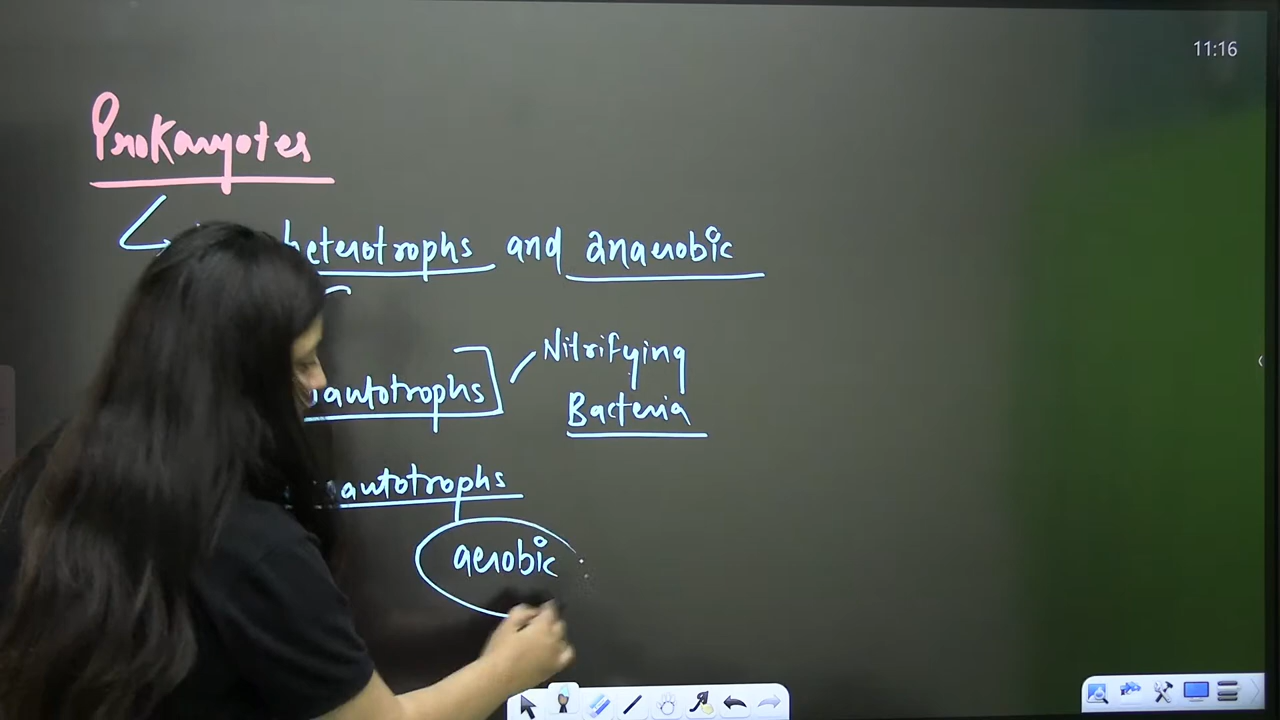 11:16
Prokaryotes
heterotrophs and anaerobic
autotrophs
Nitrifying
Bacteria
autotrophs
aerobic